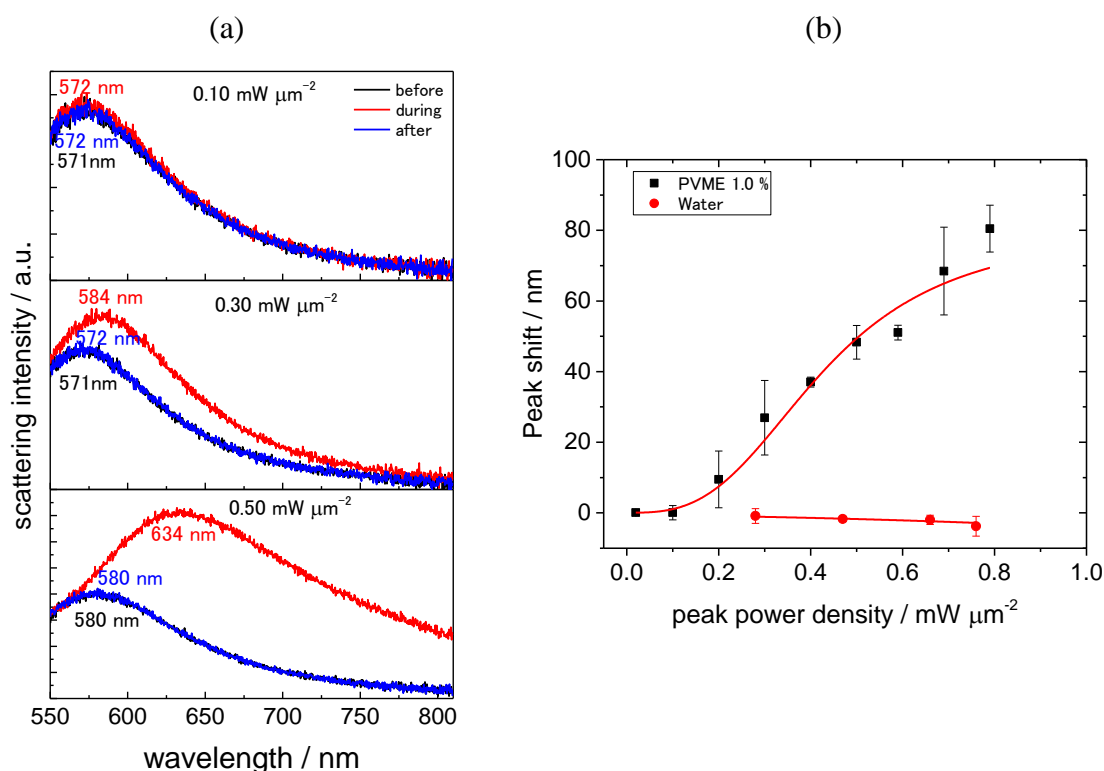 (a)
572 nm
0.10 mW μm⁻²
before
during
after
572 nm
571nm
584 nm
0.30 mW μm⁻²
572 nm
571nm
0.50 mW μm⁻²
634 nm
580 nm
580 nm
scattering intensity / a.u.
550 600 650 700 750 800
wavelength / nm
(b)
100
80
60
40
20
0
PVME 1.0 %
Water
Peak shift / nm
0.0 0.2 0.4 0.6 0.8 1.0
peak power density / mW μm⁻²